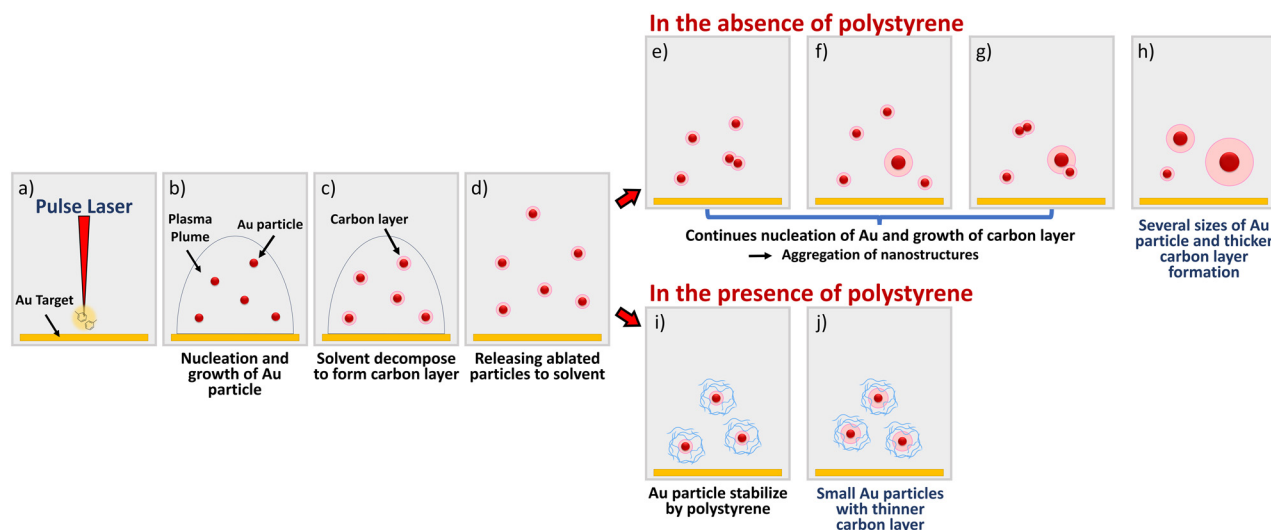 a)
Pulse Laser
Au Target
b)
Plasma
Plume
Au particle
Nucleation and
growth of Au
particle
c)
Carbon layer
Solvent decompose
to form carbon layer
d)
Releasing ablated
particles to solvent
In the absence of polystyrene
e)
f)
g)
h)
Continues nucleation of Au and growth of carbon layer
Aggregation of nanostructures
Several sizes of Au
particle and thicker
carbon layer
formation
In the presence of polystyrene
i)
j)
Au particle stabilize
by polystyrene
Small Au particles
with thinner
carbon layer